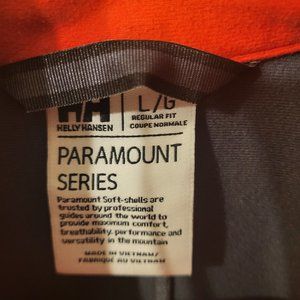 HH
HELLY HANSEN
L/G
REGULAR FIT
COUPE NORMALE
PARAMOUNT
SERIES
Paramount Soft-shells are
trusted by professional
guides around the world to
provide maximum comfort,
breathability, performance and
versatility in the mountain
MADE IN VIETNAM/
FABRIQUÉ AU VIETNAM